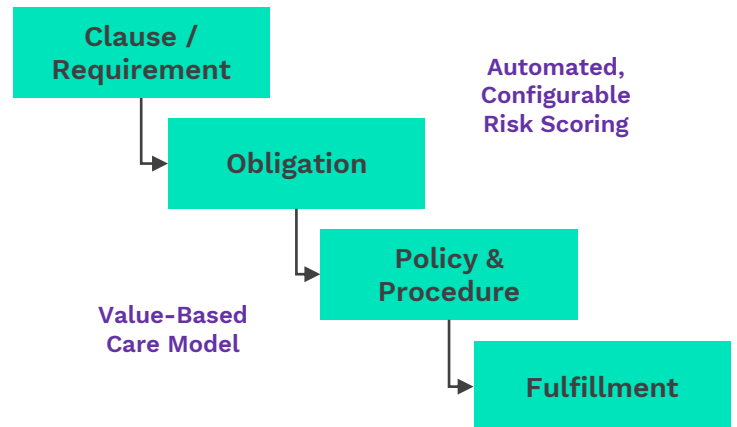 Clause /
Requirement
Automated,
Configurable
Risk Scoring
Obligation
Policy &
Procedure
Value-Based
Care Model
Fulfillment